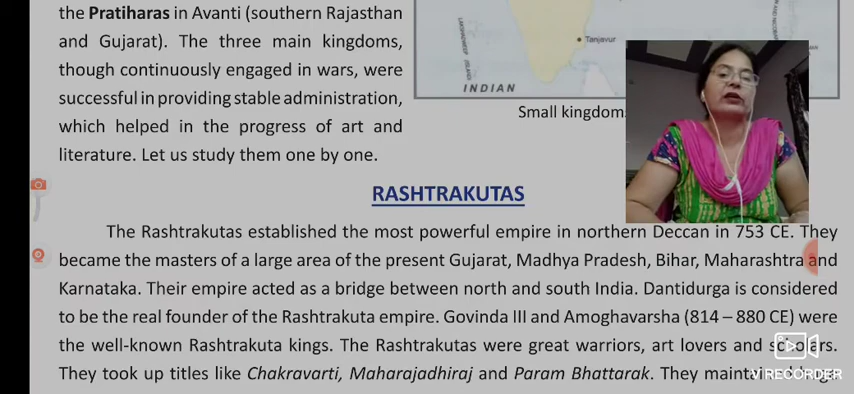 the Pratiharas in Avanti (southern Rajasthan
and Gujarat). The three main kingdoms,
though continuously engaged in wars, were
successful in providing stable administration,
which helped in the progress of art and
literature. Let us study them one by one.
Tanjavur
INDIAN
Small kingdom
RASHTRAKUTAS
The Rashtrakutas established the most powerful empire in northern Deccan in 753 CE. They
became the masters of a large area of the present Gujarat, Madhya Pradesh, Bihar, Maharashtra and
Karnataka. Their empire acted as a bridge between north and south India. Dantidurga is considered
to be the real founder of the Rashtrakuta empire. Govinda III and Amoghavarsha (814 – 880 CE) were
the well-known Rashtrakuta kings. The Rashtrakutas were great warriors, art lovers and scholars.
They took up titles like Chakravarti, Maharajadhiraj and Param Bhattarak. They
RECORDER